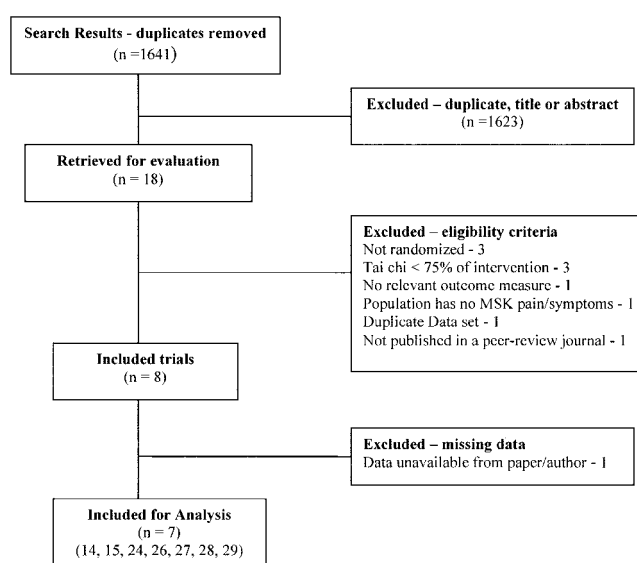 Search Results - duplicates removed
(n =1641)
Excluded – duplicate, title or abstract
(n =1623)
Retrieved for evaluation
(n = 18)
Excluded – eligibility criteria
Not randomized - 3
Tai chi < 75% of intervention - 3
No relevant outcome measure - 1
Population has no MSK pain/symptoms - 1
Duplicate Data set - 1
Not published in a peer-review journal - 1
Included trials
(n = 8)
Excluded – missing data
Data unavailable from paper/author - 1
Included for Analysis
(n = 7)
(14, 15, 24, 26, 27, 28, 29)